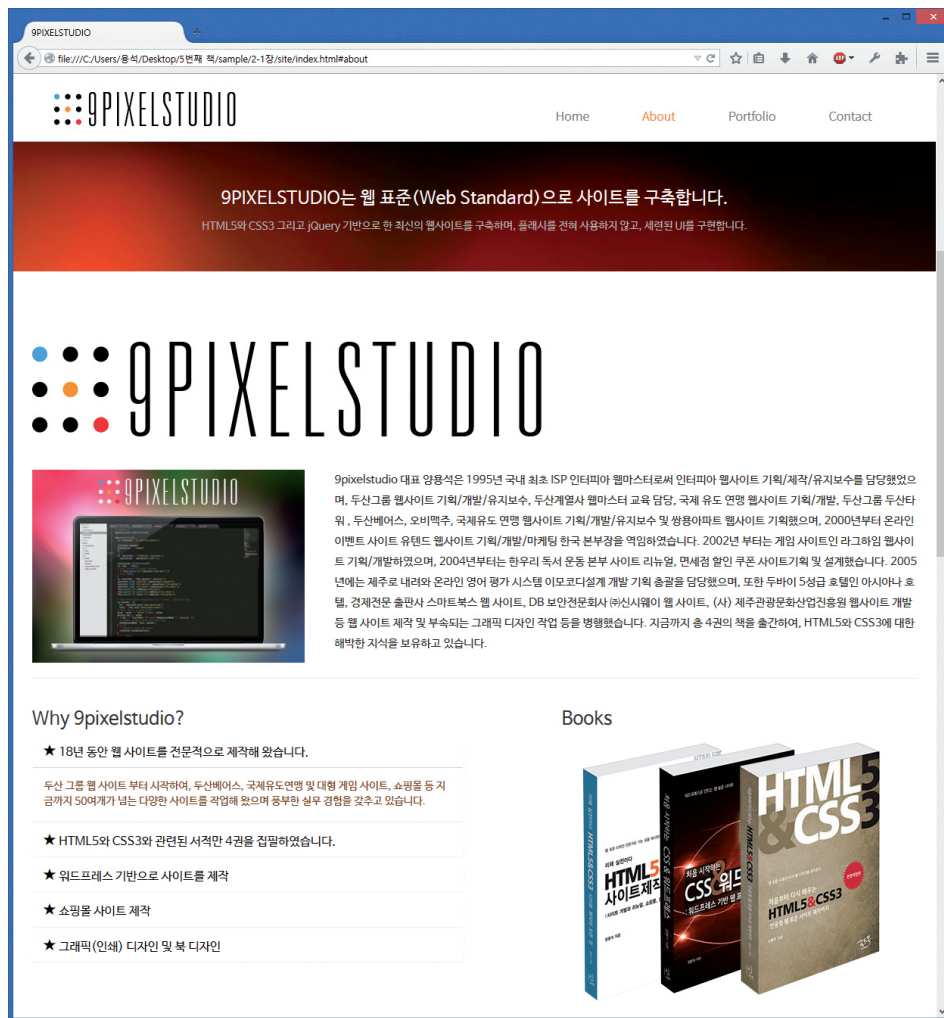 9PIXELSTUDIO
file:///C:/Users/용석/Desktop/5번째 책/sample/2-1장/site/index.html#about
9PIXELSTUDIO
Home About Portfolio Contact
9PIXELSTUDIO는 웹 표준(Web Standard)으로 사이트를 구축합니다.
HTML5와 CSS3 그리고 jQuery 기반으로 한 최신의 웹사이트를 구축하며, 플래시를 전혀 사용하지 않고, 세련된 UI를 구현합니다.
9PIXELSTUDIO
9PIXELSTUDIO
9pixelstudio 대표 양용석은 1995년 국내 최초 ISP 인터피아 웹마스터로써 인터피아 웹사이트 기획/제작/유지보수를 담당했었으
며, 두산그룹 웹사이트 기획/개발/유지보수, 두산계열사 웹마스터 교육 담당, 국제 유도 연맹 웹사이트 기획/개발, 두산그룹 두산타
워 , 두산베어스, 오비맥주, 국제유도 연맹 웹사이트 기획/개발/유지보수 및 쌍용아파트 웹사이트 기획했으며, 2000년부터 온라인
이벤트 사이트 유텐드 웹사이트 기획/개발/마케팅 한국 본부장을 역임하였습니다. 2002년 부터는 게임 사이트인 라그하임 웹사이
트 기획/개발하였으며, 2004년부터는 한우리 독서 운동 본부 사이트 리뉴얼, 면세점 할인 쿠폰 사이트기획 및 설계했습니다. 2005
년에는 제주로 내려와 온라인 영어 평가 시스템 이모코디설계 개발 기획 총괄을 담당했으며, 또한 두바이 5성급 호텔인 아시아나 호
텔, 경제전문 출판사 스마트북스 웹 사이트, DB 보안전문회사 ㈜신시웨이 웹 사이트, (사) 제주관광문화산업진흥원 웹사이트 개발
등 웹 사이트 제작 및 부속되는 그래픽 디자인 작업 등을 병행했습니다. 지금까지 총 4권의 책을 출간하여, HTML5와 CSS3에 대한
해박한 지식을 보유하고 있습니다.
Why 9pixelstudio?
★ 18년 동안 웹 사이트를 전문적으로 제작해 왔습니다.
두산 그룹 웹 사이트 부터 시작하여, 두산베어스, 국제유도연맹 및 대형 게임 사이트, 쇼핑몰 등 지
금까지 50여개가 넘는 다양한 사이트를 작업해 왔으며 풍부한 실무 경험을 갖추고 있습니다.
★ HTML5와 CSS3와 관련된 서적만 4권을 집필하였습니다.
★ 워드프레스 기반으로 사이트를 제작
★ 쇼핑몰 사이트 제작
★ 그래픽(인쇄) 디자인 및 북 디자인
Books
이제 실전이다
HTML5
사이트제작
처음 시작하는
CSS&워드
: 워드프레스 기반 웹 표
HTML5
&CSS3
처음부터 다시 배우는
HTML5&CSS3